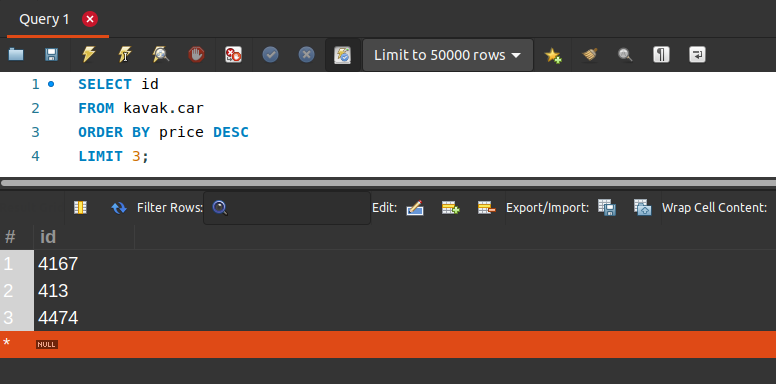 Query 1
Limit to 50000 rows
1 SELECT id
2 FROM kavak.car
3 ORDER BY price DESC
4 LIMIT 3;
Filter Rows: Edit: Export/Import: Wrap Cell Content:
# id
1 4167
2 413
3 4474
* NULL